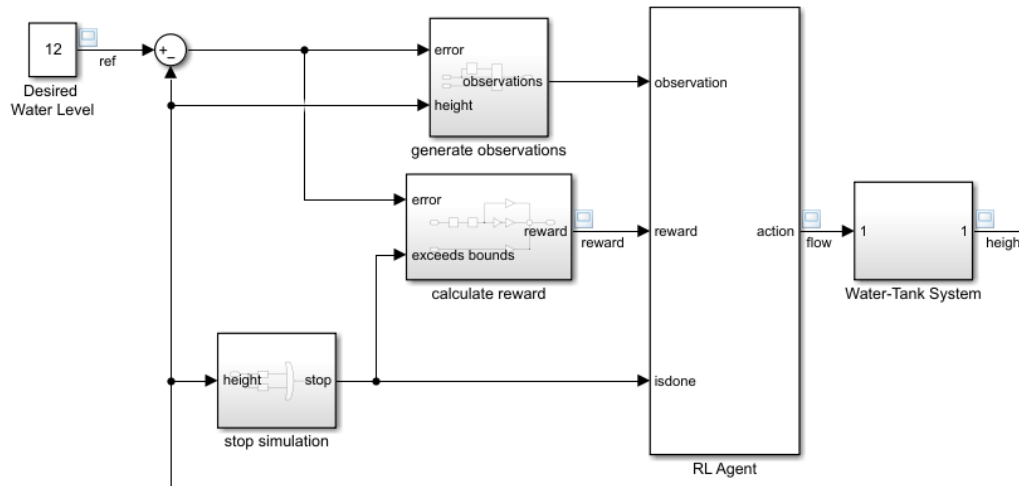 12
ref
Desired
Water Level
+
−
error
observations
height
generate observations
error
reward
exceeds bounds
calculate reward
reward
height
stop
stop simulation
observation
reward
action
isdone
RL Agent
flow
1
1
Water-Tank System
heigh